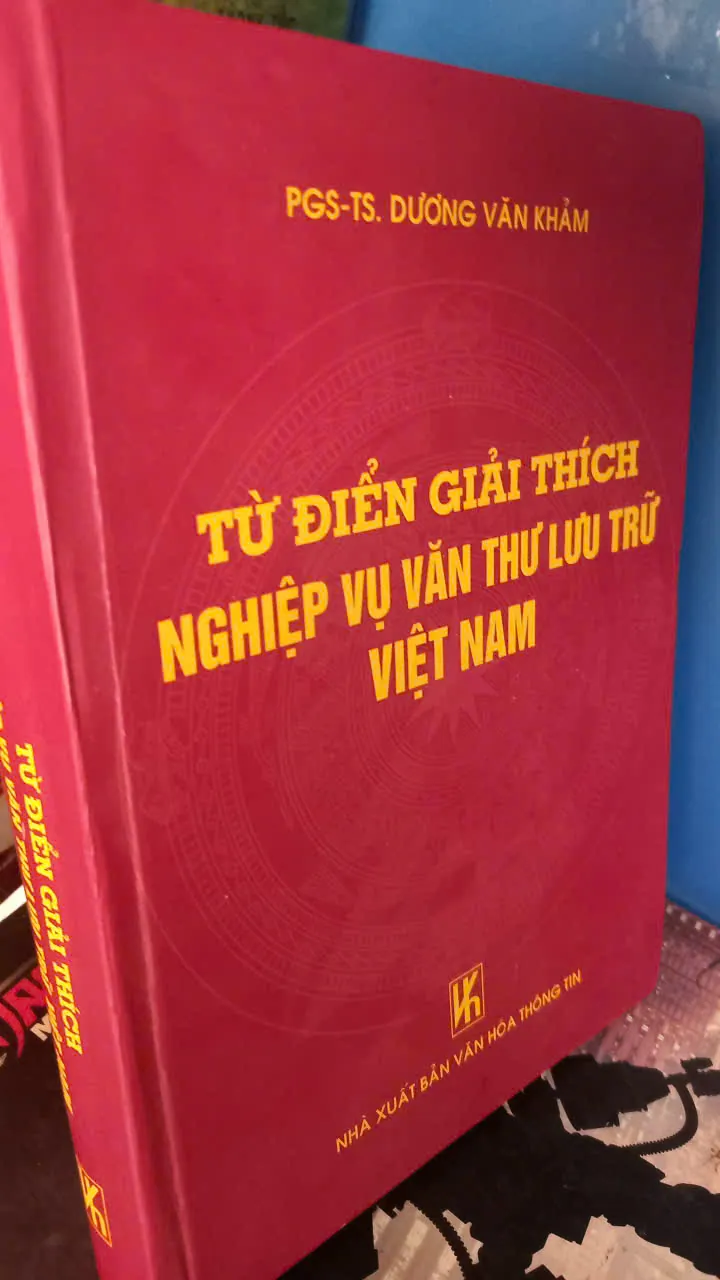 PGS-TS. DƯƠNG VĂN KHẢM
TỪ ĐIỂN GIẢI THÍCH
NGHIỆP VỤ VĂN THƯ LƯU TRỮ
VIỆT NAM
NHÀ XUẤT BẢN VĂN HÓA THÔNG TIN
TỪ ĐIỂN GIẢI THÍCH